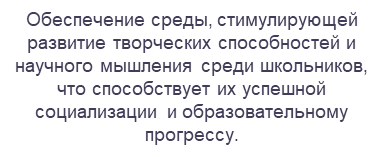 Обеспечение среды, стимулирующей
развитие творческих способностей и
научного мышления среди школьников,
что способствует их успешной
социализации и образовательному
прогрессу.